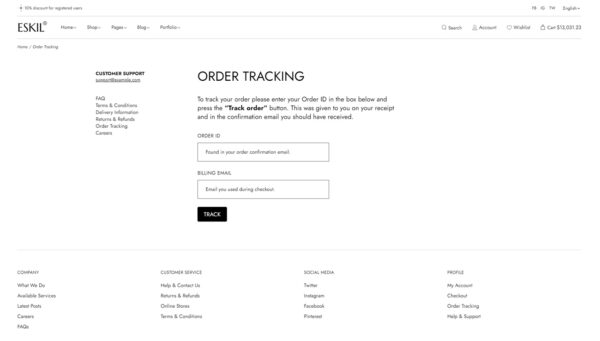 10% discount for registered users
FB IG TW English
ESKIL®
Home Shop Pages Blog Portfolio
Search Account Wishlist Cart $13,031.23
Home / Order Tracking
CUSTOMER SUPPORT
support@example.com
FAQ
Terms & Conditions
Delivery Information
Returns & Refunds
Order Tracking
Careers
ORDER TRACKING
To track your order please enter your Order ID in the box below and
press the "Track order" button. This was given to you on your receipt
and in the confirmation email you should have received.
ORDER ID
Found in your order confirmation email.
BILLING EMAIL
Email you used during checkout.
TRACK
COMPANY
What We Do
Available Services
Latest Posts
Careers
FAQs
CUSTOMER SERVICE
Help & Contact Us
Returns & Refunds
Online Stores
Terms & Conditions
SOCIAL MEDIA
Twitter
Instagram
Facebook
Pinterest
PROFILE
My Account
Checkout
Order Tracking
Help & Support